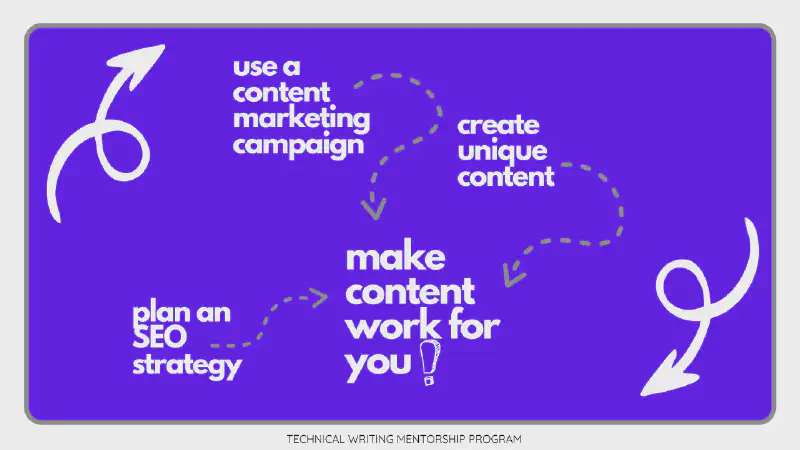 use a
content
marketing
campaign
create
unique
content
plan an
SEO
strategy
make
content
work for
you!
TECHNICAL WRITING MENTORSHIP PROGRAM